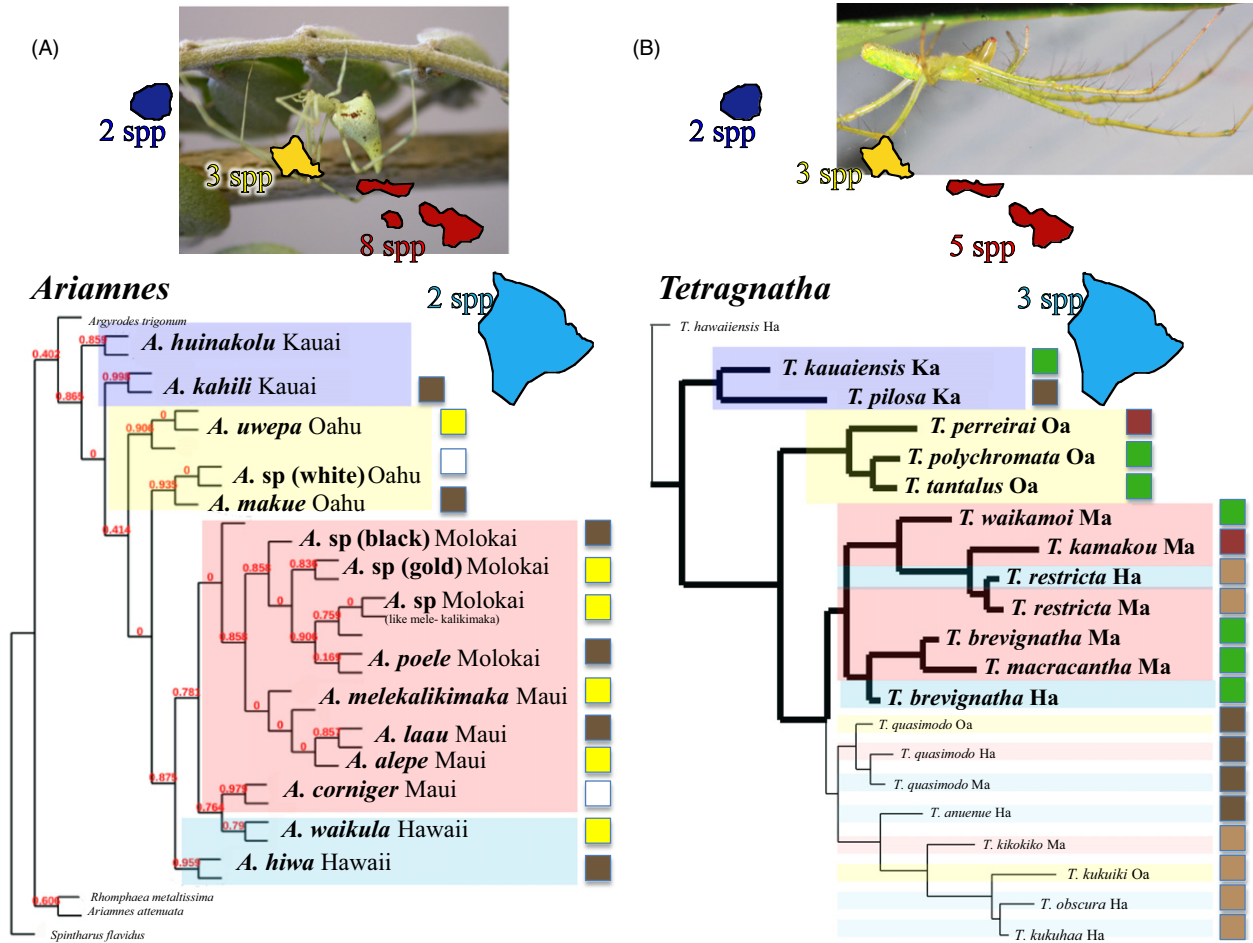 (A)
2 spp
3 spp
8 spp
2 spp
Ariamnes
Argyrodes trigonum
0.859
A. huinakolu Kauai
0.402
0.998
A. kahili Kauai
0.865
0
0.906
A. uwepa Oahu
0
0
A. sp (white) Oahu
0.935
A. makue Oahu
0.414
A. sp (black) Molokai
0.836
A. sp (gold) Molokai
0.858
0
0
0
A. sp Molokai
(like mele- kalikimaka)
0.759
0
0.858
0.906
0.169
A. poele Molokai
A. melekalikimaka Maui
0
0
0.857
A. laau Maui
0
A. alepe Maui
0.781
0.979
A. corniger Maui
0.875
0.764
0.79
A. waikula Hawaii
0.959
A. hiwa Hawaii
Rhomphaea metaltissima
0.606
Ariamnes attenuata
Spintharus flavidus
(B)
2 spp
3 spp
5 spp
3 spp
Tetragnatha
T. hawaiiensis Ha
T. kauaiensis Ka
T. pilosa Ka
T. perreirai Oa
T. polychromata Oa
T. tantalus Oa
T. waikamoi Ma
T. kamakou Ma
T. restricta Ha
T. restricta Ma
T. brevignatha Ma
T. macracantha Ma
T. brevignatha Ha
T. quasimodo Oa
T. quasimodo Ha
T. quasimodo Ma
T. anuenue Ha
T. kikokiko Ma
T. kukuiki Oa
T. obscura Ha
T. kukuhaa Ha